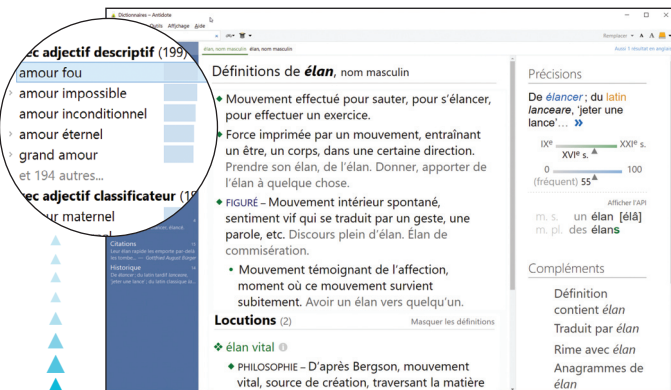 Dictionnaires – Antidote
Outils Affichage Aide
Remplacer
élan, nom masculin élan, nom masculin
Aussi 1 résultat en anglais
ec adjectif descriptif (199)
amour fou
amour impossible
amour inconditionnel
amour éternel
grand amour
et 194 autres...
ec adjectif classificateur
maternel
Citations
Historique
Définitions de élan, nom masculin
Mouvement effectué pour sauter, pour s’élancer,
pour effectuer un exercice.
Force imprimée par un mouvement, entraînant
un être, un corps, dans une certaine direction.
Prendre son élan, de l’élan. Donner, apporter de
l’élan à quelque chose.
FIGURÉ – Mouvement intérieur spontané,
sentiment vif qui se traduit par un geste, une
parole, etc. Discours plein d’élan. Élan de
commisération.
Mouvement témoignant de l’affection,
moment où ce mouvement survient
subitement. Avoir un élan vers quelqu’un.
Locutions (2) Masquer les définitions
élan vital
PHILOSOPHIE – D’après Bergson, mouvement
vital, source de création, traversant la matière
Précisions
De élancer ; du latin
lanceare, ‘jeter une
lance’... »
IXe XXIe s.
XVIe s.
0 100
(fréquent) 55
Afficher l’API
m. s. un élan [élâ]
m. pl. des élans
Compléments
Définition
contient élan
Traduit par élan
Rime avec élan
Anagrammes de
élan